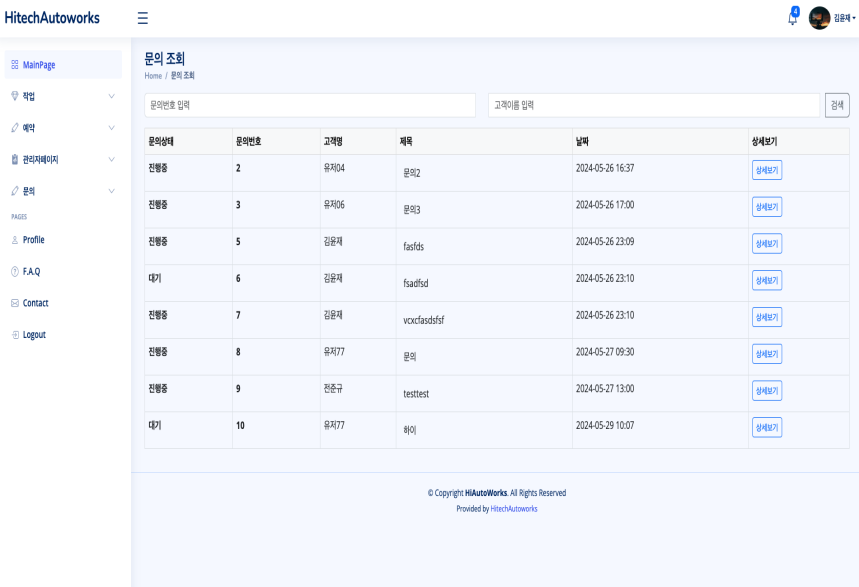 HitechAutoworks
4
김윤재
MainPage
작업
예약
관리자페이지
문의
PAGES
Profile
F.A.Q
Contact
Logout
문의 조회
Home / 문의 조회
문의번호 입력 고객이름 입력 검색
문의상태 문의번호 고객명 제목 날짜 상세보기
진행중 2 유저04 문의2 2024-05-26 16:37 상세보기
진행중 3 유저06 문의3 2024-05-26 17:00 상세보기
진행중 5 김윤재 fasfds 2024-05-26 23:09 상세보기
대기 6 김윤재 fsadfsd 2024-05-26 23:10 상세보기
진행중 7 김윤재 vcxcfasdsfsf 2024-05-26 23:10 상세보기
진행중 8 유저77 문의 2024-05-27 09:30 상세보기
진행중 9 전준규 testtest 2024-05-27 13:00 상세보기
대기 10 유저77 하이 2024-05-29 10:07 상세보기
© Copyright HiAutoWorks. All Rights Reserved
Provided by HitechAutoworks